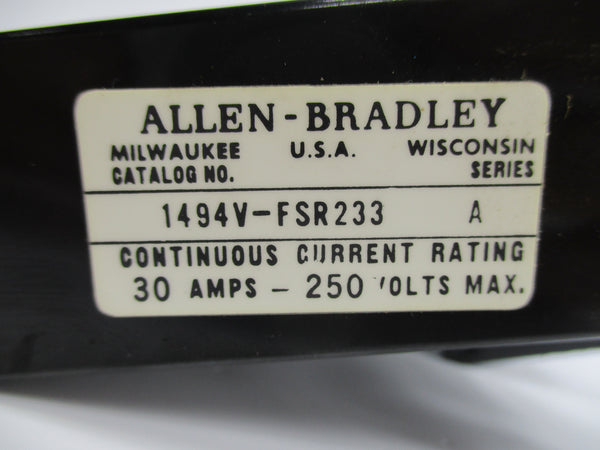 ALLEN-BRADLEY
MILWAUKEE U.S.A. WISCONSIN
CATALOG NO. SERIES
1494V-FSR233 A
CONTINUOUS CURRENT RATING
30 AMPS - 250 VOLTS MAX.